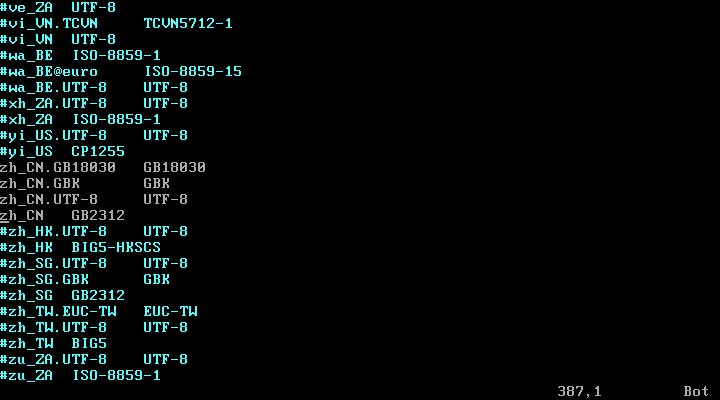 #ve_ZA  UTF-8
#vi_VN.TCVN     TCVN5712-1
#vi_VN  UTF-8
#wa_BE  ISO-8859-1
#wa_BE@euro     ISO-8859-15
#wa_BE.UTF-8    UTF-8
#xh_ZA.UTF-8    UTF-8
#xh_ZA  ISO-8859-1
#yi_US.UTF-8    UTF-8
#yi_US  CP1255
zh_CN.GB18030   GB18030
zh_CN.GBK       GBK
zh_CN.UTF-8     UTF-8
zh_CN   GB2312
#zh_HK.UTF-8    UTF-8
#zh_HK  BIG5-HKSCS
#zh_SG.UTF-8    UTF-8
#zh_SG.GBK      GBK
#zh_SG  GB2312
#zh_TW.EUC-TW   EUC-TW
#zh_TW.UTF-8    UTF-8
#zh_TW  BIG5
#zu_ZA.UTF-8    UTF-8
#zu_ZA  ISO-8859-1
387,1         Bot